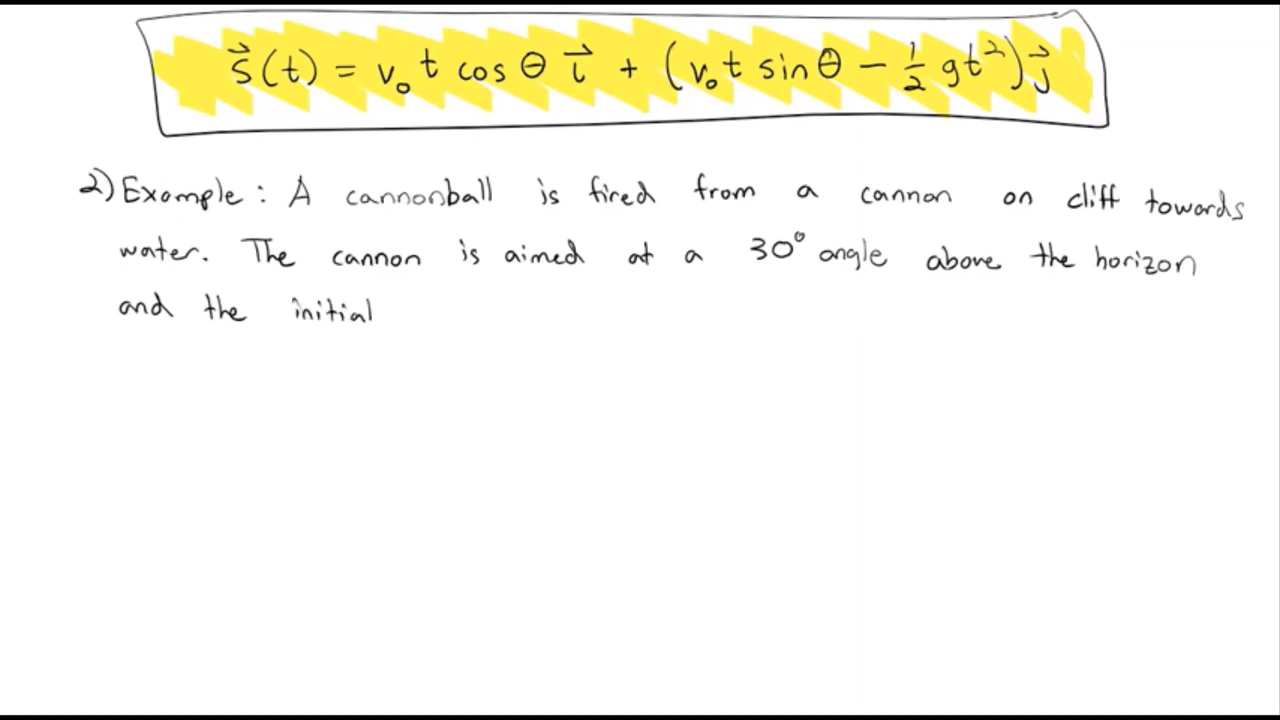 s⃗(t) = v₀ t cos θ i⃗ + (v₀ t sin θ − ½ gt²) j⃗
2) Example: A cannonball is fired from a cannon on cliff towards
water. The cannon is aimed at a 30° angle above the horizon
and the initial